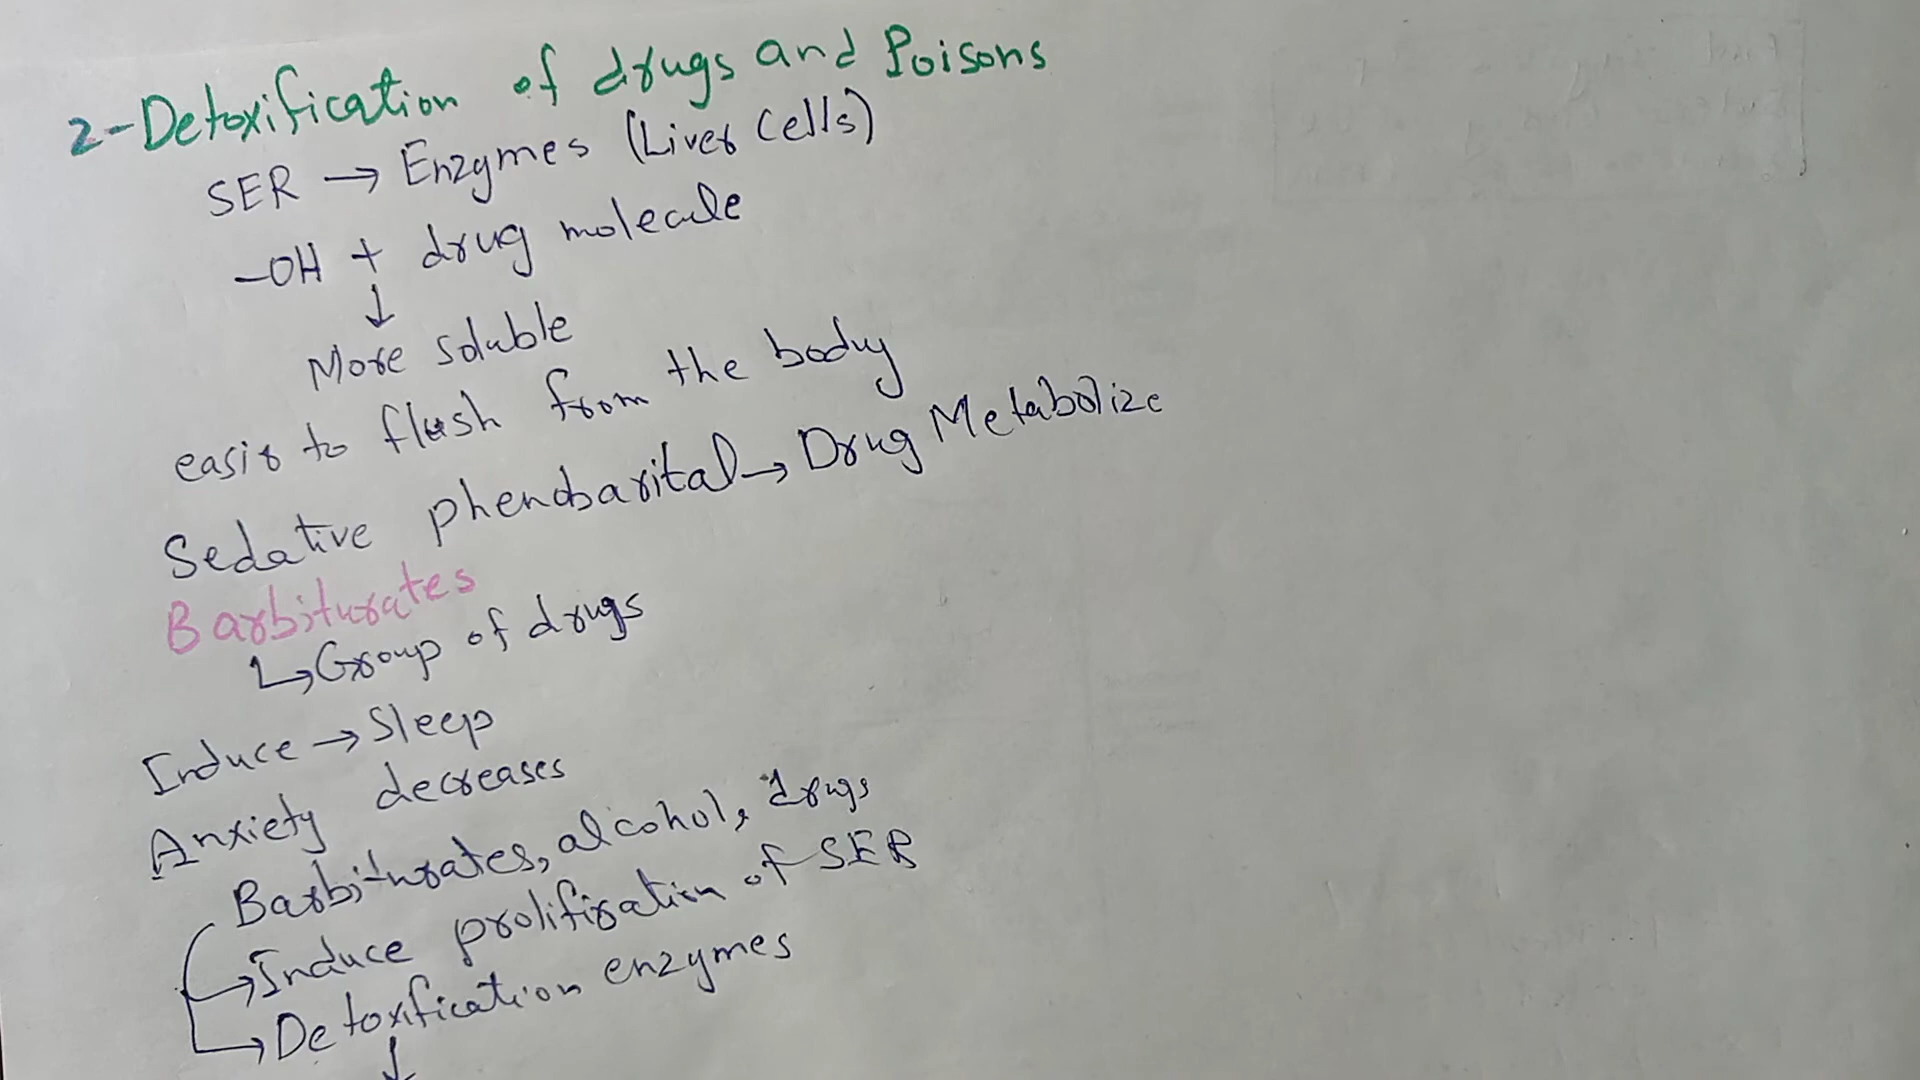 2-Detoxification of drugs and Poisons
SER → Enzymes (Liver Cells)
-OH + drug molecule
↓
More soluble
easir to flush from the body
Sedative phenobarital → Drug Metabolize
Barbiturates
↳ Group of drugs
Induce → Sleep
Anxiety decreases
Barbiturates, alcohol, drugs
→ Induce prolifiration of SER
→ Detoxification enzymes
↓